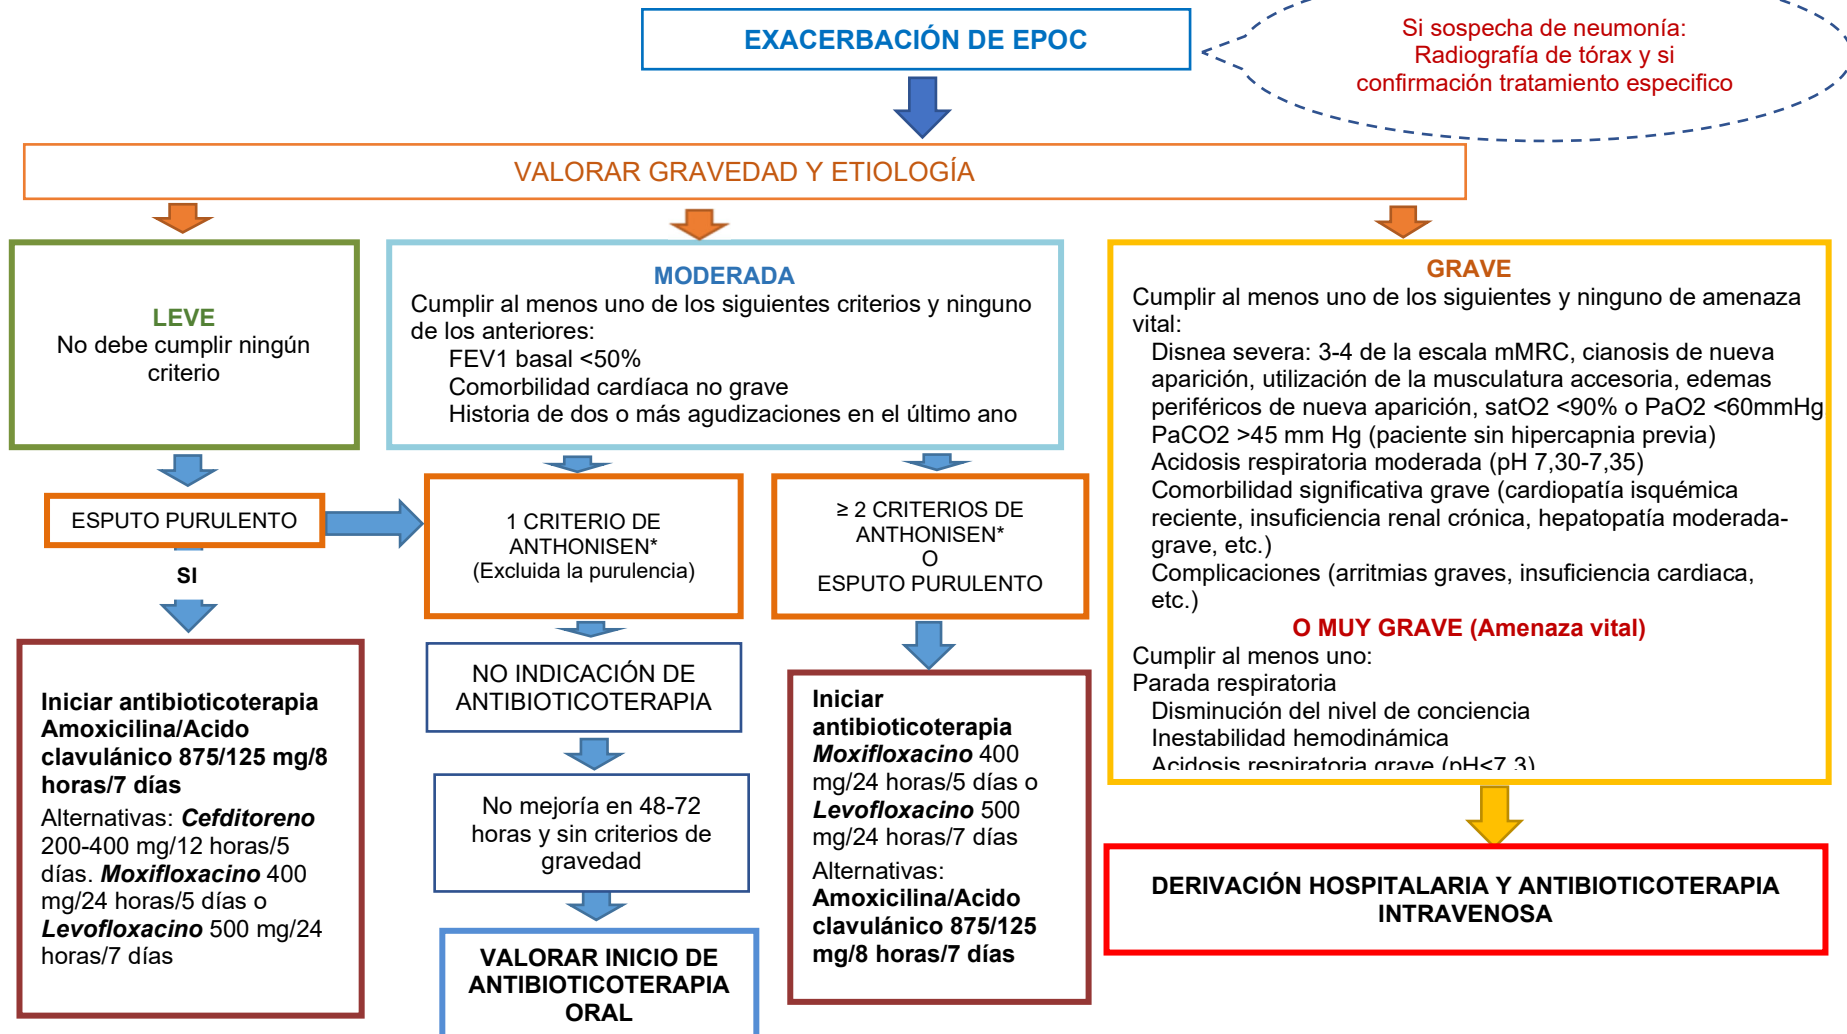 EXACERBACIÓN DE EPOC
Si sospecha de neumonía:
Radiografía de tórax y si
confirmación tratamiento especifico
VALORAR GRAVEDAD Y ETIOLOGÍA
LEVE
No debe cumplir ningún
criterio
MODERADA
Cumplir al menos uno de los siguientes criterios y ninguno
de los anteriores:
FEV1 basal <50%
Comorbilidad cardíaca no grave
Historia de dos o más agudizaciones en el último ano
GRAVE
Cumplir al menos uno de los siguientes y ninguno de amenaza
vital:
Disnea severa: 3-4 de la escala mMRC, cianosis de nueva
aparición, utilización de la musculatura accesoria, edemas
periféricos de nueva aparición, satO2 <90% o PaO2 <60mmHg
PaCO2 >45 mm Hg (paciente sin hipercapnia previa)
Acidosis respiratoria moderada (pH 7,30-7,35)
Comorbilidad significativa grave (cardiopatía isquémica
reciente, insuficiencia renal crónica, hepatopatía moderada-
grave, etc.)
Complicaciones (arritmias graves, insuficiencia cardiaca,
etc.)
O MUY GRAVE (Amenaza vital)
Cumplir al menos uno:
Parada respiratoria
Disminución del nivel de conciencia
Inestabilidad hemodinámica
Acidosis respiratoria grave (pH<7,3)
ESPUTO PURULENTO
SI
1 CRITERIO DE
ANTHONISEN*
(Excluida la purulencia)
≥ 2 CRITERIOS DE
ANTHONISEN*
O
ESPUTO PURULENTO
Iniciar antibioticoterapia
Amoxicilina/Acido
clavulánico 875/125 mg/8
horas/7 días
Alternativas: Cefditoreno
200-400 mg/12 horas/5
días. Moxifloxacino 400
mg/24 horas/5 días o
Levofloxacino 500 mg/24
horas/7 días
NO INDICACIÓN DE
ANTIBIOTICOTERAPIA
No mejoría en 48-72
horas y sin criterios de
gravedad
VALORAR INICIO DE
ANTIBIOTICOTERAPIA
ORAL
Iniciar
antibioticoterapia
Moxifloxacino 400
mg/24 horas/5 días o
Levofloxacino 500
mg/24 horas/7 días
Alternativas:
Amoxicilina/Acido
clavulánico 875/125
mg/8 horas/7 días
DERIVACIÓN HOSPITALARIA Y ANTIBIOTICOTERAPIA
INTRAVENOSA